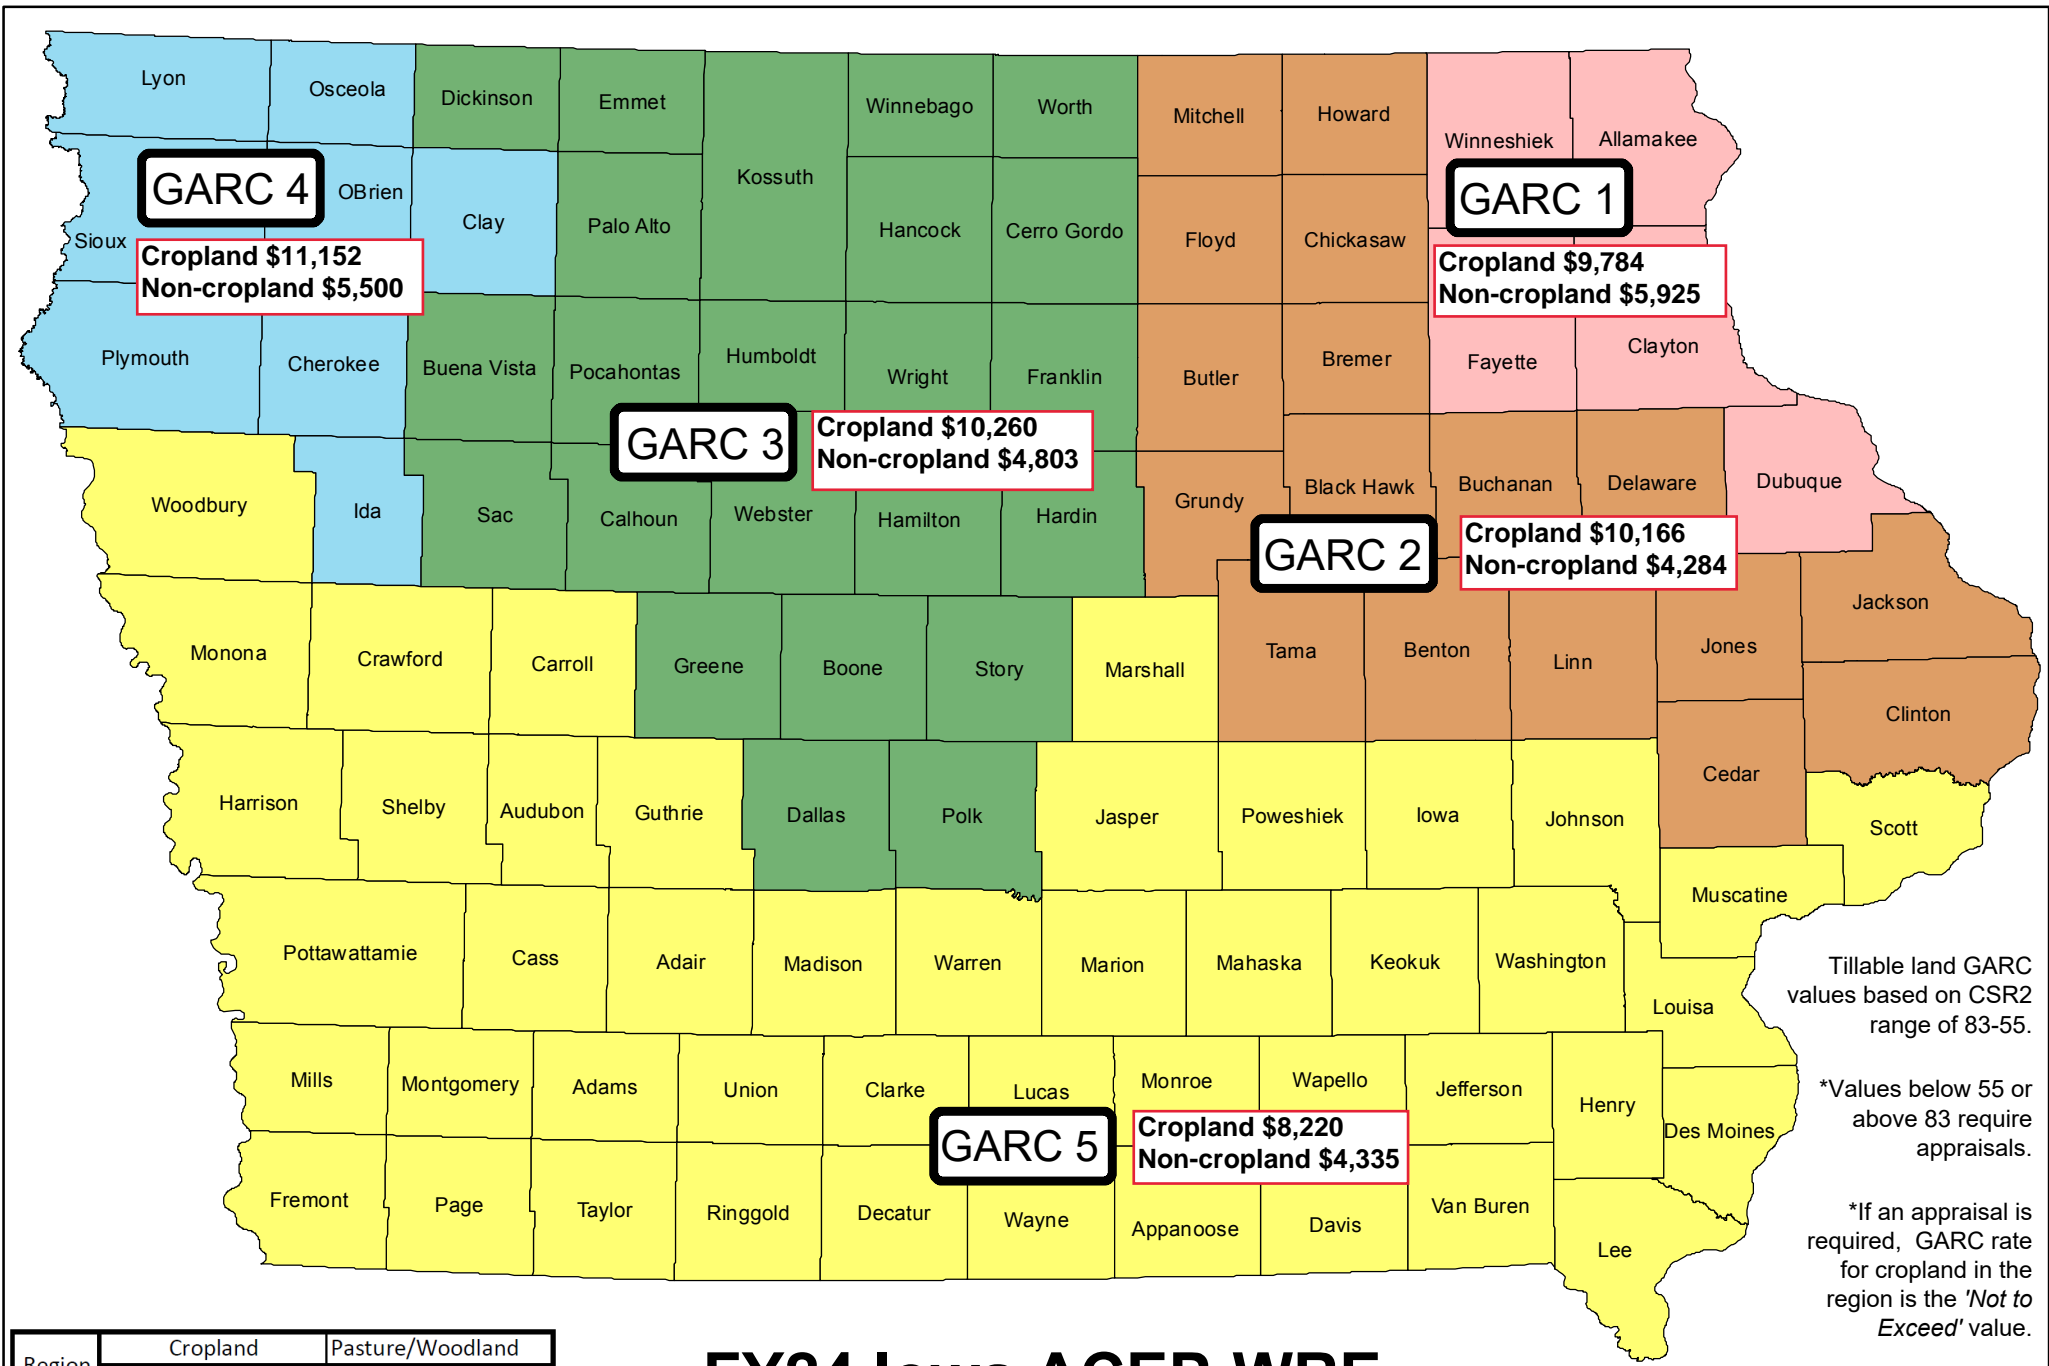 Lyon
Osceola
Dickinson
Emmet
Kossuth
Winnebago
Worth
Mitchell
Howard
Winneshiek
Allamakee
GARC 4
Sioux
OBrien
Clay
Palo Alto
Hancock
Cerro Gordo
Floyd
Chickasaw
GARC 1
Cropland $11,152
Non-cropland $5,500
Cropland $9,784
Non-cropland $5,925
Plymouth
Cherokee
Buena Vista
Pocahontas
Humboldt
Wright
Franklin
Butler
Bremer
Fayette
Clayton
GARC 3
Cropland $10,260
Non-cropland $4,803
Woodbury
Ida
Sac
Calhoun
Webster
Hamilton
Hardin
Grundy
Black Hawk
Buchanan
Delaware
Dubuque
GARC 2
Cropland $10,166
Non-cropland $4,284
Monona
Crawford
Carroll
Greene
Boone
Story
Marshall
Tama
Benton
Linn
Jones
Jackson
Clinton
Harrison
Shelby
Audubon
Guthrie
Dallas
Polk
Jasper
Poweshiek
Iowa
Johnson
Cedar
Scott
Muscatine
Pottawattamie
Cass
Adair
Madison
Warren
Marion
Mahaska
Keokuk
Washington
Louisa
Tillable land GARC
values based on CSR2
range of 83-55.
*Values below 55 or
above 83 require
appraisals.
*If an appraisal is
required, GARC rate
for cropland in the
region is the 'Not to
Exceed' value.
Mills
Montgomery
Adams
Union
Clarke
Lucas
Monroe
Wapello
Jefferson
Henry
Des Moines
GARC 5
Cropland $8,220
Non-cropland $4,335
Fremont
Page
Taylor
Ringgold
Decatur
Wayne
Appanoose
Davis
Van Buren
Lee
Region
Cropland
Pasture/Woodland